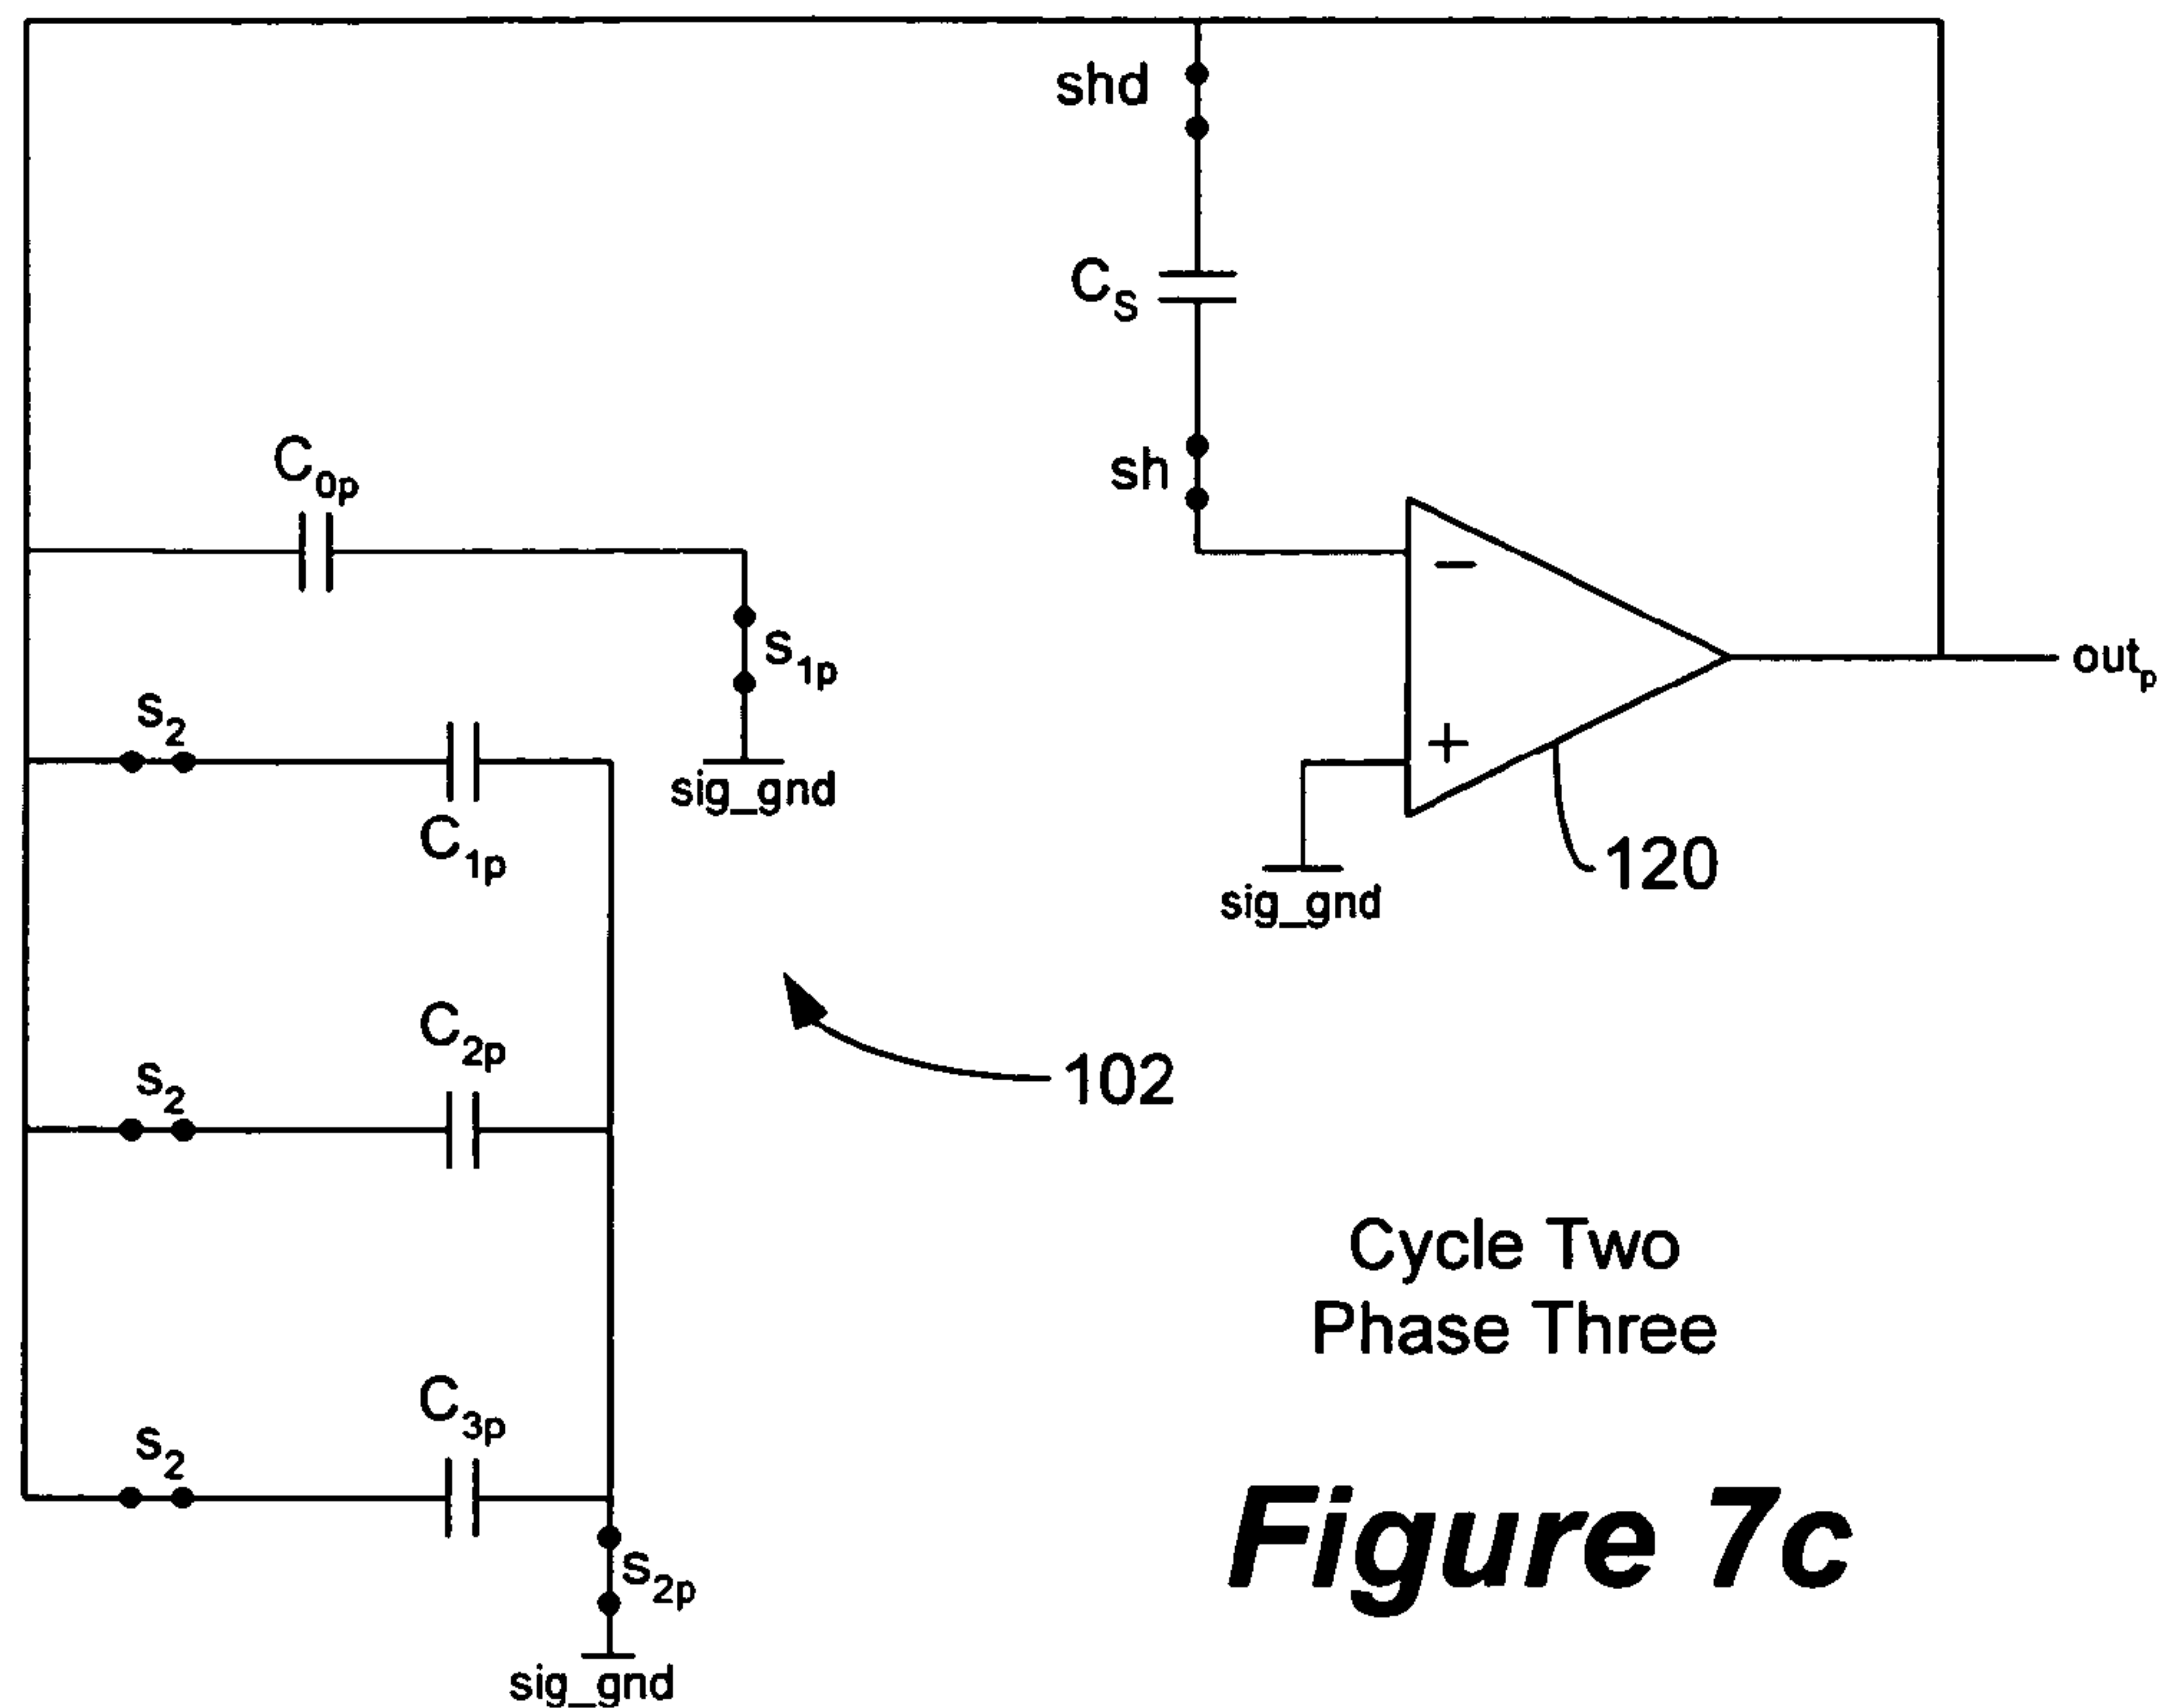 shd
C_S
C_0p
sh
−
s_1p
out_p
s_2
+
sig_gnd
C_1p
120
sig_gnd
C_2p
s_2
102
Cycle Two
Phase Three
C_3p
s_2
Figure 7c
s_2p
sig_gnd